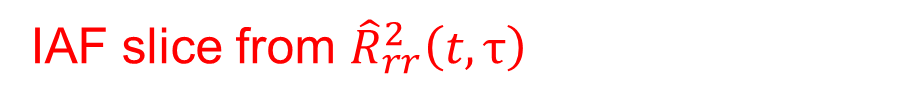 IAF slice from R̂²ᵣᵣ(t, τ)